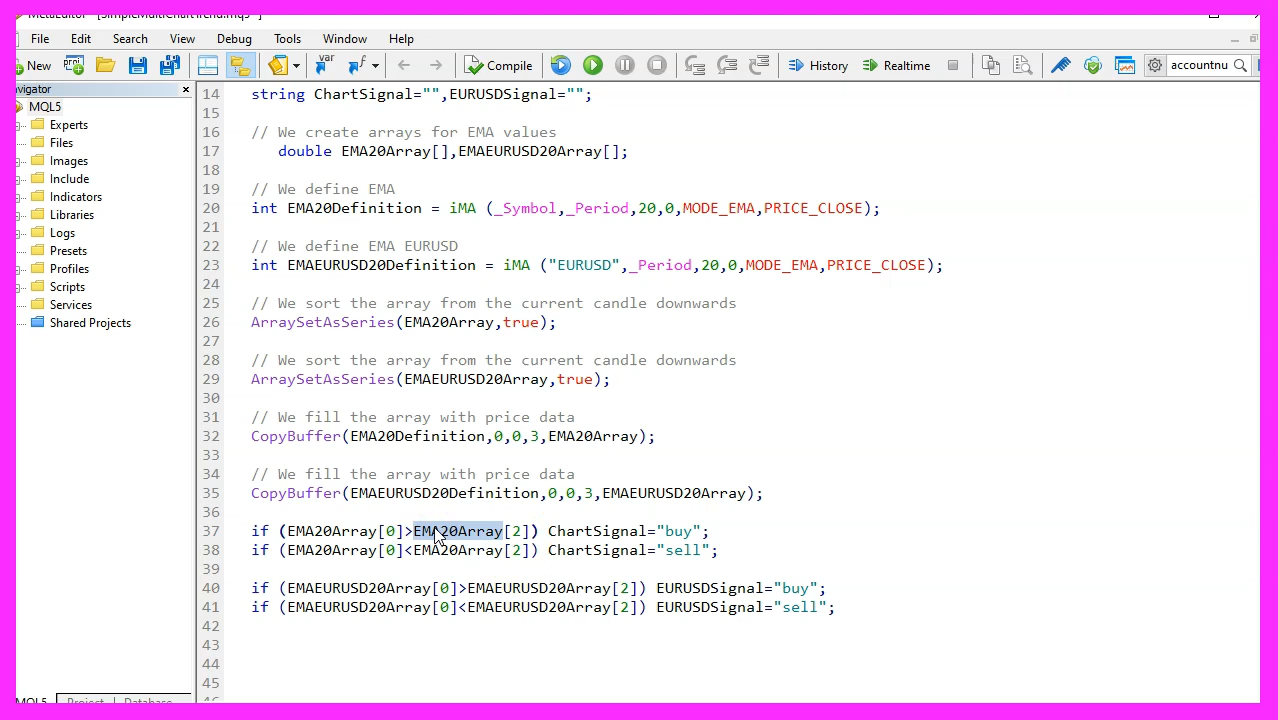 MetaEditor - [SimpleMultiChartTrend.mq5 *]
File Edit Search View Debug Tools Window Help
New var Compile History Realtime accountnu
avigator ×
MQL5
Experts
Files
Images
Include
Indicators
Libraries
Logs
Presets
Profiles
Scripts
Services
Shared Projects
MQL5 Project Database
14 string ChartSignal="",EURUSDSignal="";
15
16 // We create arrays for EMA values
17 double EMA20Array[],EMAEURUSD20Array[];
18
19 // We define EMA
20 int EMA20Definition = iMA (_Symbol,_Period,20,0,MODE_EMA,PRICE_CLOSE);
21
22 // We define EMA EURUSD
23 int EMAEURUSD20Definition = iMA ("EURUSD",_Period,20,0,MODE_EMA,PRICE_CLOSE);
24
25 // We sort the array from the current candle downwards
26 ArraySetAsSeries(EMA20Array,true);
27
28 // We sort the array from the current candle downwards
29 ArraySetAsSeries(EMAEURUSD20Array,true);
30
31 // We fill the array with price data
32 CopyBuffer(EMA20Definition,0,0,3,EMA20Array);
33
34 // We fill the array with price data
35 CopyBuffer(EMAEURUSD20Definition,0,0,3,EMAEURUSD20Array);
36
37 if (EMA20Array[0]>EMA20Array[2]) ChartSignal="buy";
38 if (EMA20Array[0]<EMA20Array[2]) ChartSignal="sell";
39
40 if (EMAEURUSD20Array[0]>EMAEURUSD20Array[2]) EURUSDSignal="buy";
41 if (EMAEURUSD20Array[0]<EMAEURUSD20Array[2]) EURUSDSignal="sell";
42
43
44
45
46